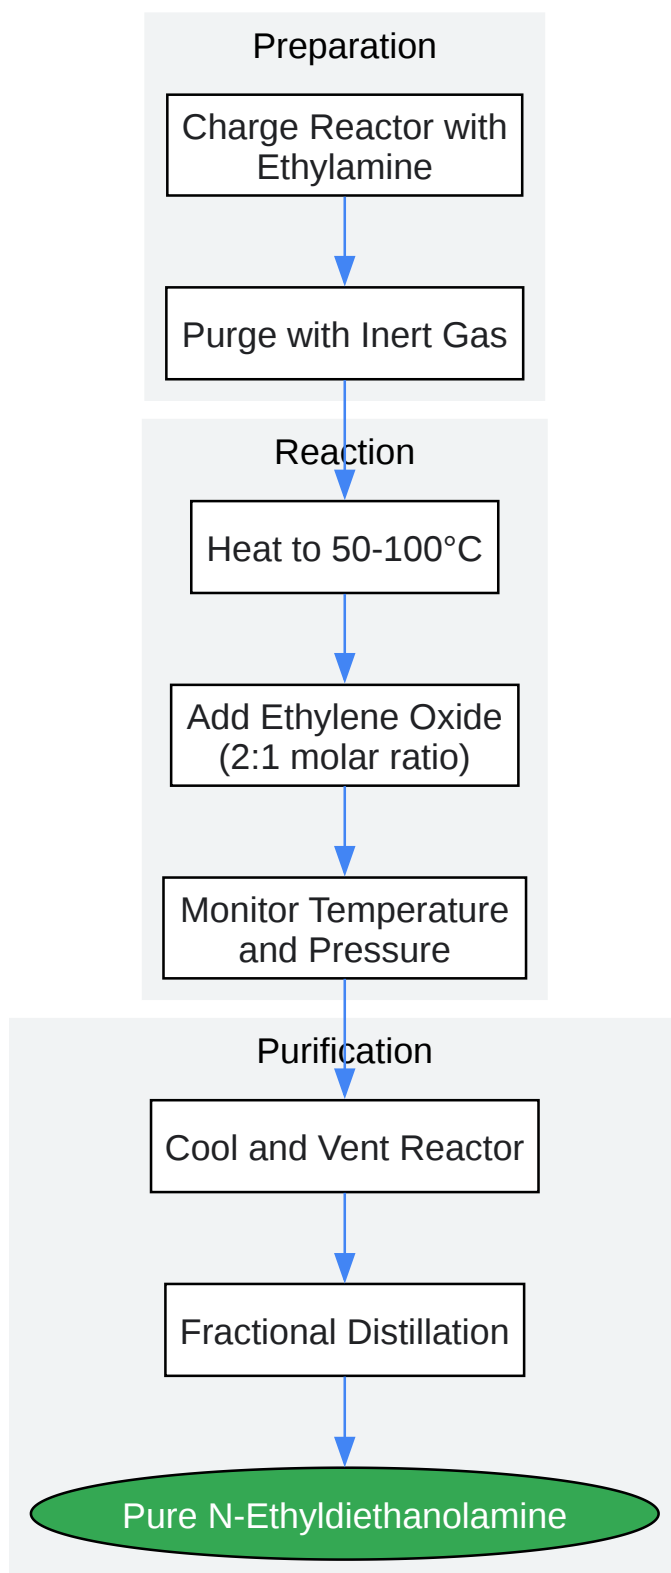 Preparation
Charge Reactor with
Ethylamine
Purge with Inert Gas
Reaction
Heat to 50-100°C
Add Ethylene Oxide
(2:1 molar ratio)
Monitor Temperature
and Pressure
Purification
Cool and Vent Reactor
Fractional Distillation
Pure N-Ethyldiethanolamine